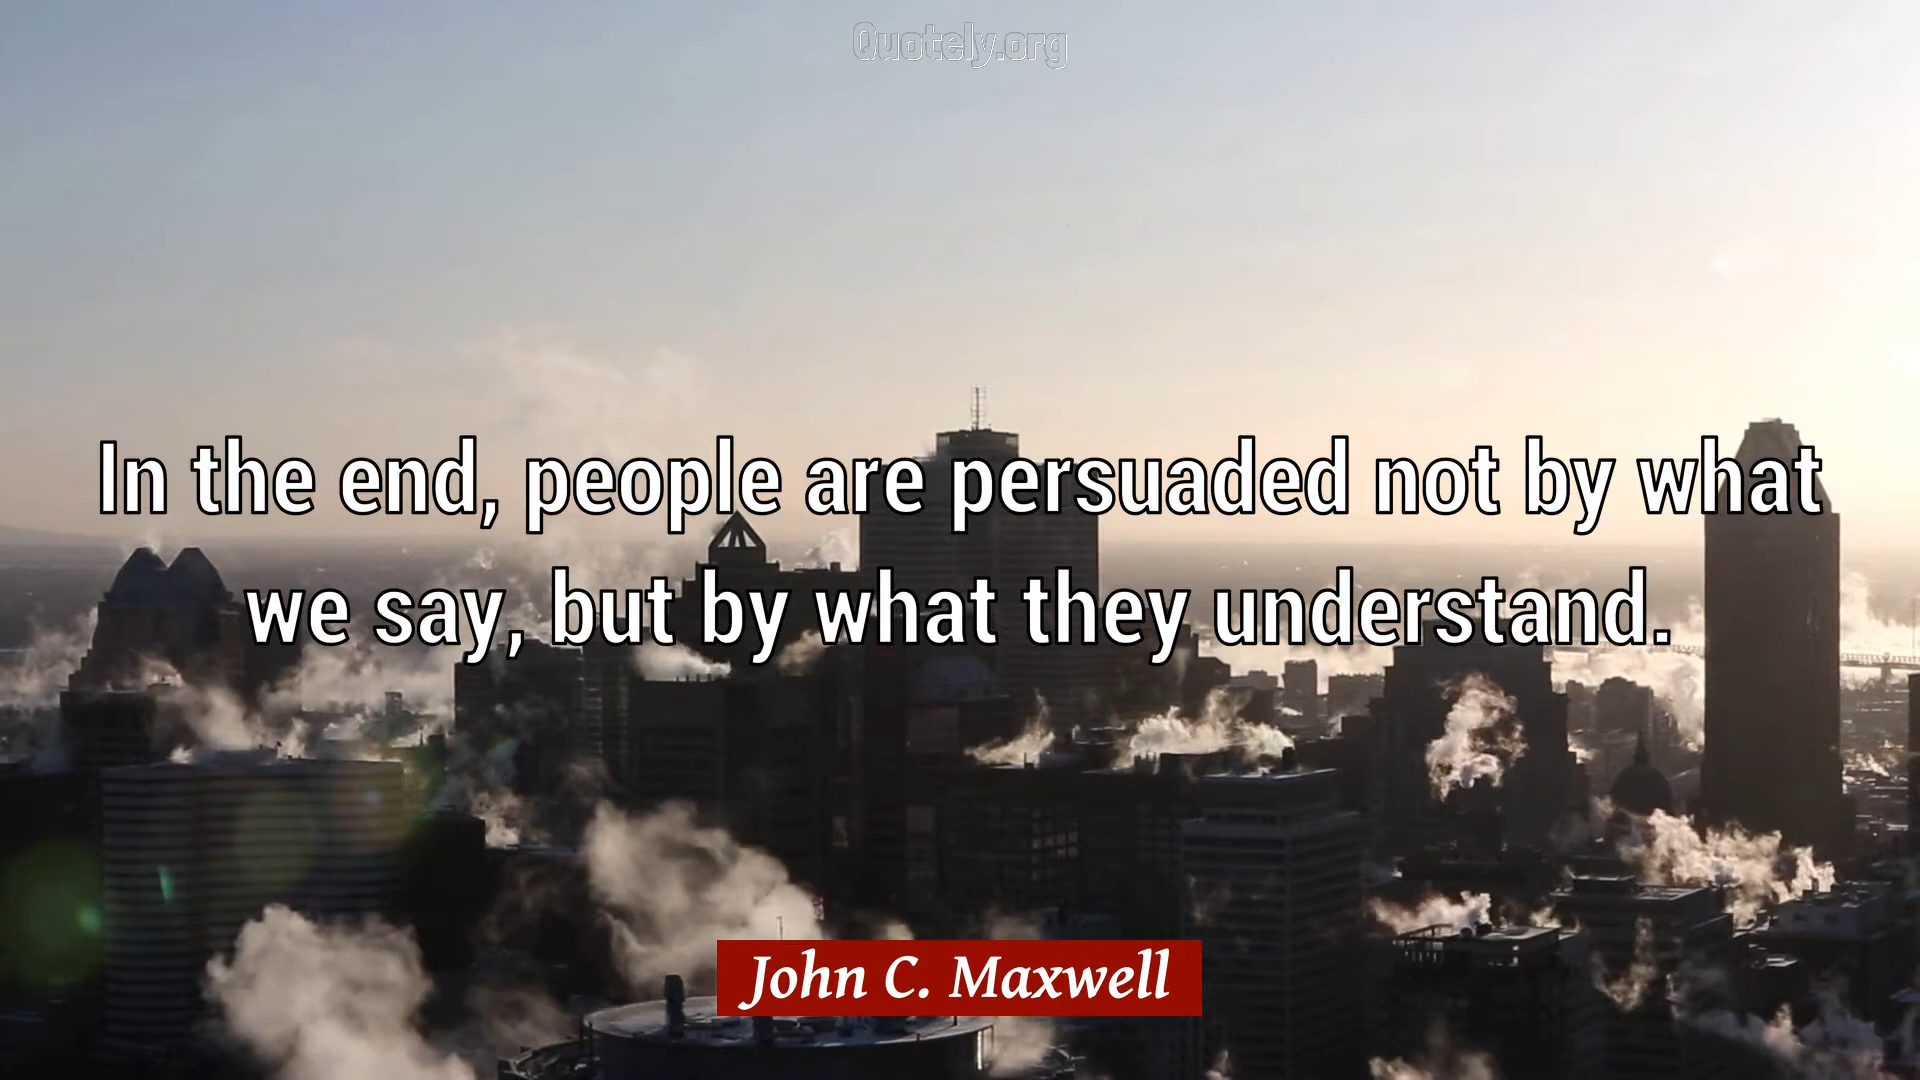 Quotely.org
In the end, people are persuaded not by what
we say, but by what they understand.
John C. Maxwell